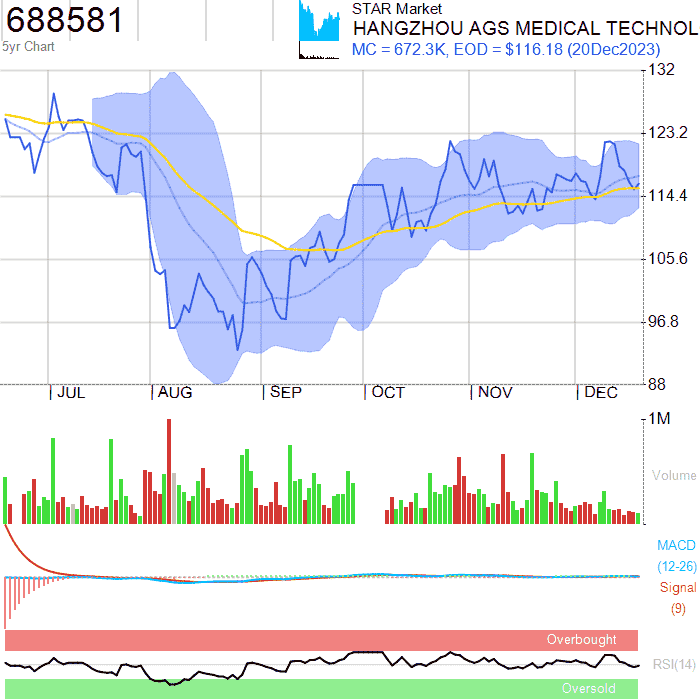 688581
STAR Market
HANGZHOU AGS MEDICAL TECHNOL
MC = 672.3K, EOD = $116.18 (20Dec2023)
5yr Chart
132
123.2
114.4
105.6
96.8
88
JUL AUG SEP OCT NOV DEC
1M
Volume
MACD
(12-26)
Signal
(9)
Overbought
RSI(14)
Oversold